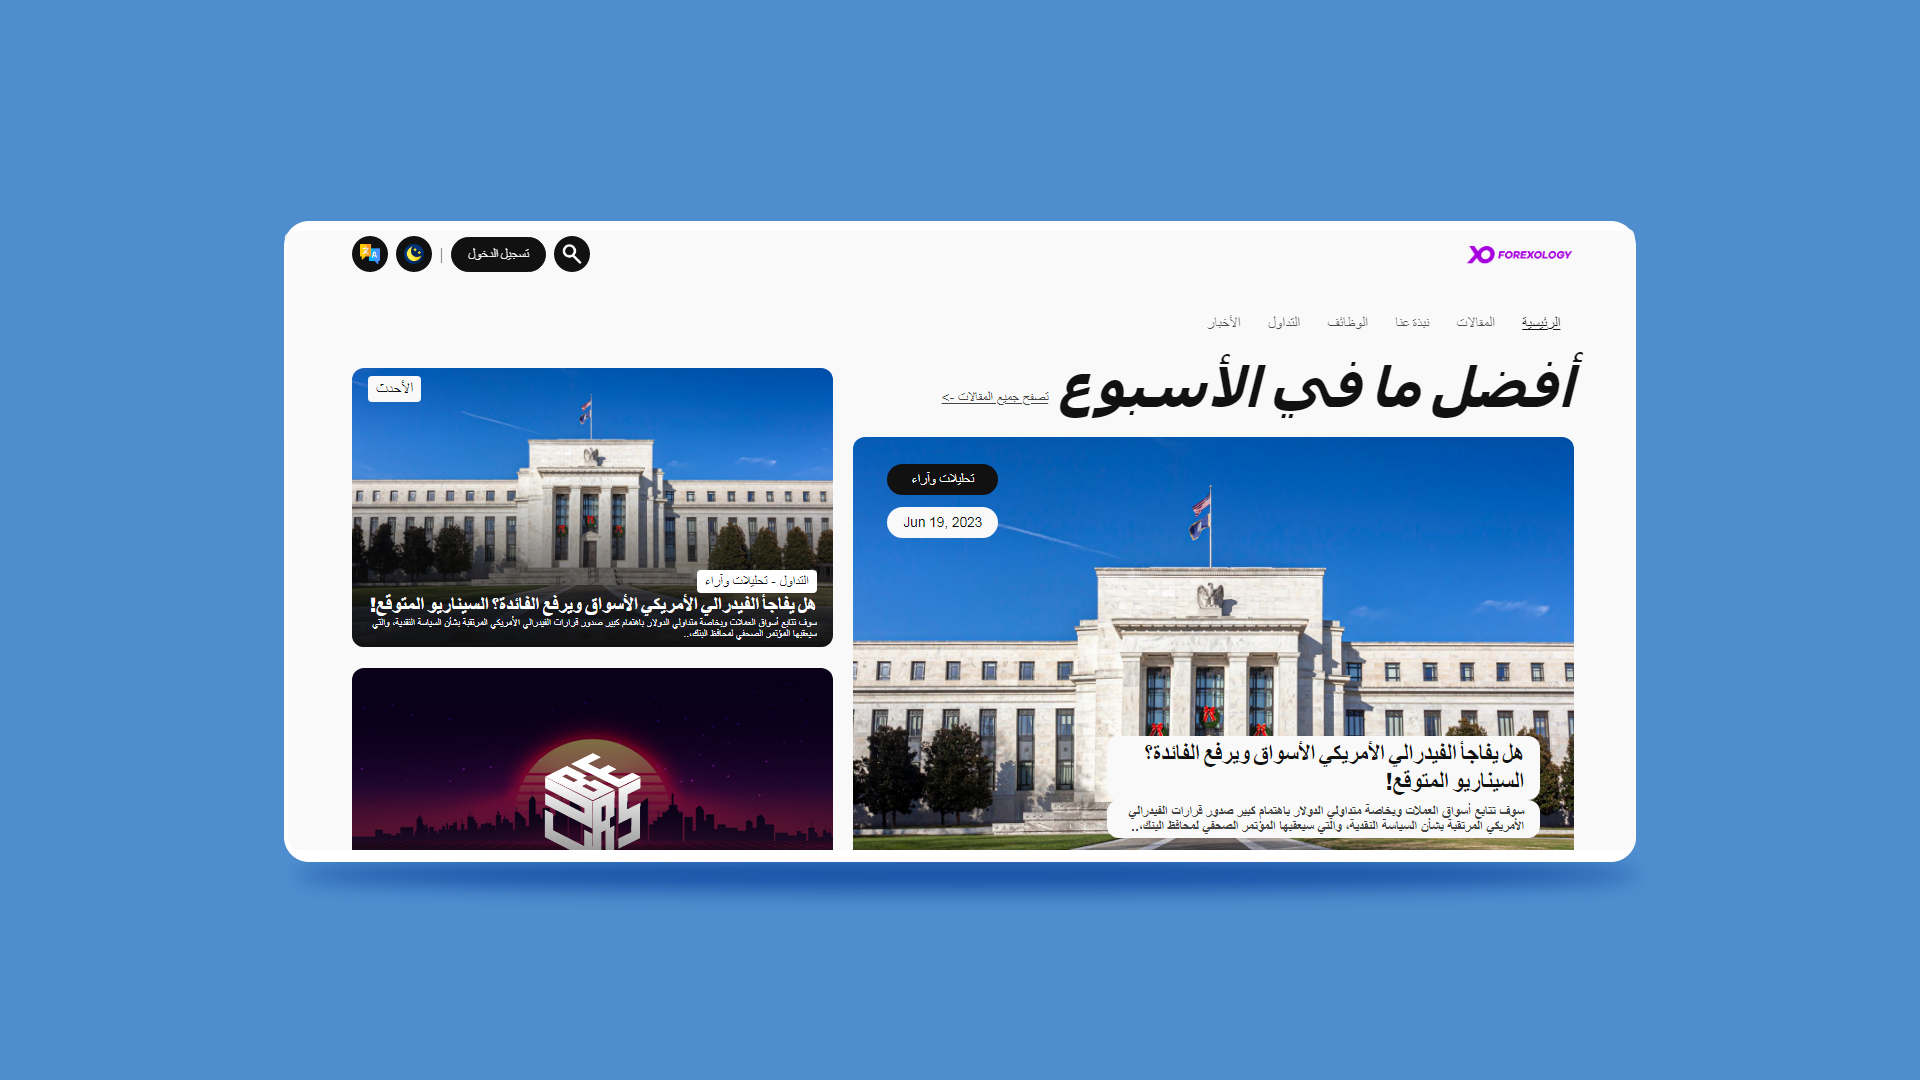 FOREXOLOGY
تسجيل الدخول
|
الرئيسية
المقالات
نبذة عنا
الوظائف
التداول
الأخبار
أفضل ما في الأسبوع
تصفح جميع المقالات ->
تحليلات وآراء
Jun 19, 2023
هل يفاجأ الفيدرالي الأمريكي الأسواق ويرفع الفائدة؟
السيناريو المتوقع!
سوف تتابع أسواق العملات وبخاصة متداولي الدولار باهتمام كبير صدور قرارات الفيدرالي
الأمريكي المرتقبة بشأن السياسة النقدية، والتي سيعقبها المؤتمر الصحفي لمحافظ البنك،..
الأحدث
التداول - تحليلات وآراء
هل يفاجأ الفيدرالي الأمريكي الأسواق ويرفع الفائدة؟ السيناريو المتوقع!
سوف تتابع أسواق العملات وبخاصة متداولي الدولار باهتمام كبير صدور قرارات الفيدرالي الأمريكي المرتقبة بشأن السياسة النقدية، والتي
سيعقبها المؤتمر الصحفي لمحافظ البنك،..